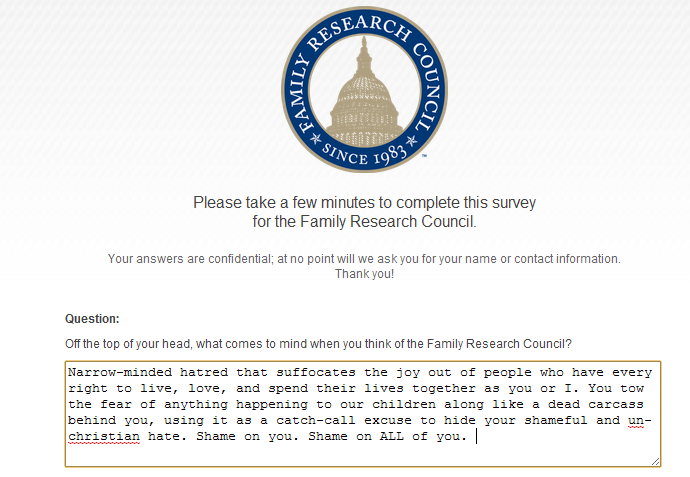 FAMILY RESEARCH COUNCIL
SINCE 1983
™
Please take a few minutes to complete this survey
for the Family Research Council.
Your answers are confidential; at no point will we ask you for your name or contact information.
Thank you!
Question:
Off the top of your head, what comes to mind when you think of the Family Research Council?
Narrow-minded hatred that suffocates the joy out of people who have every
right to live, love, and spend their lives together as you or I. You tow
the fear of anything happening to our children along like a dead carcass
behind you, using it as a catch-call excuse to hide your shameful and un-
christian hate. Shame on you. Shame on ALL of you.